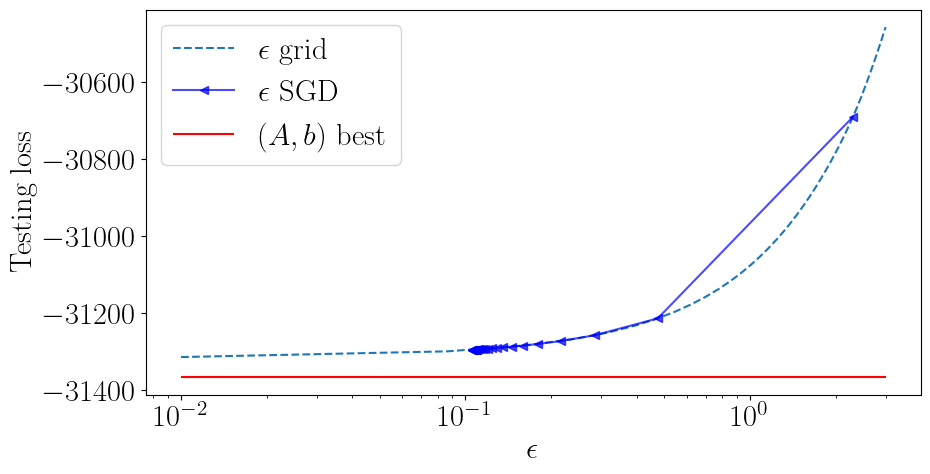 ϵ grid
ϵ SGD
(A, b) best
Testing loss
−30600
−30800
−31000
−31200
−31400
10⁻² 10⁻¹ 10⁰
ϵ